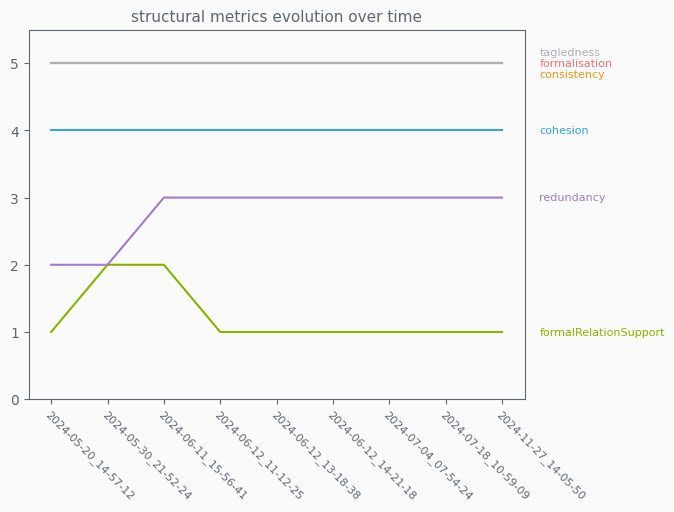 structural metrics evolution over time
5
4
3
2
1
0
tagledness
formalisation
consistency
cohesion
redundancy
formalRelationSupport
2024-05-20_14-57-12
2024-05-30_21-52-24
2024-06-11_15-56-41
2024-06-12_11-12-25
2024-06-12_13-18-38
2024-06-12_14-21-18
2024-07-04_07-54-24
2024-07-18_10-59-09
2024-11-27_14-05-50